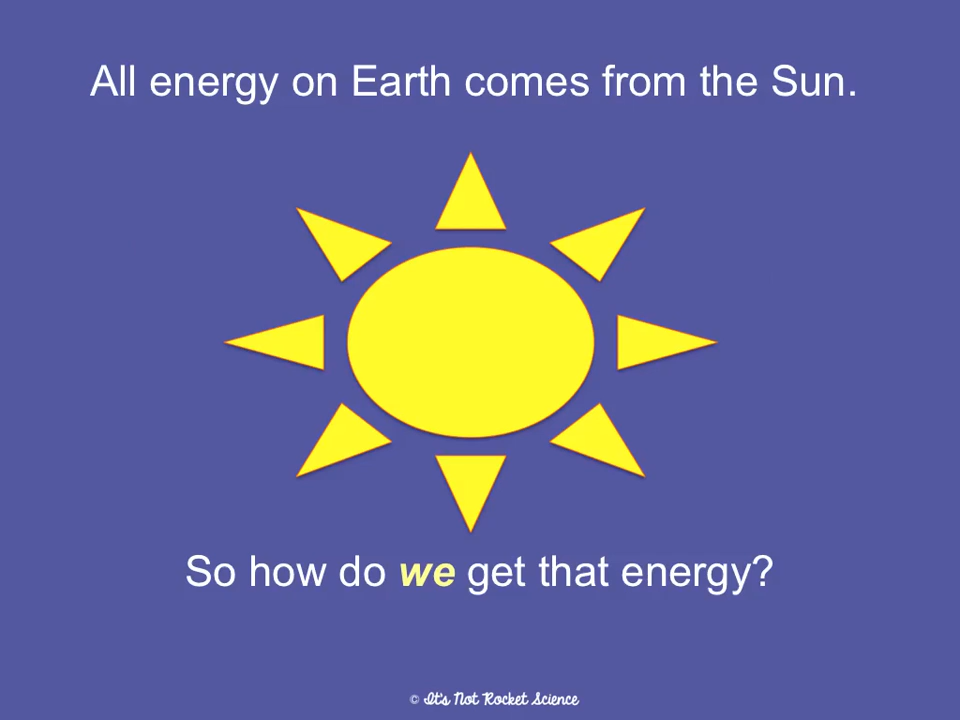 All energy on Earth comes from the Sun.
So how do we get that energy?
© It's Not Rocket Science